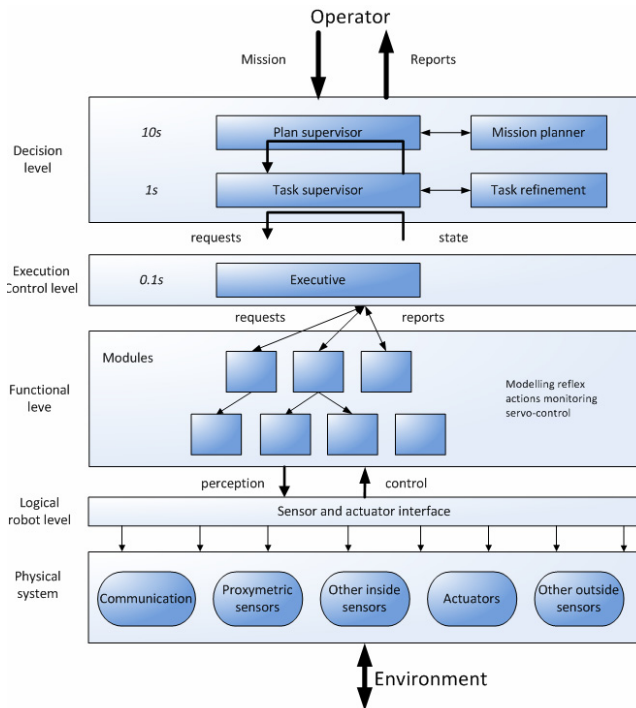 Operator
Mission
Reports
10s
Plan supervisor
Mission planner
Decision
level
1s
Task supervisor
Task refinement
requests
state
Execution
Control level
0.1s
Executive
requests
reports
Modules
Functional
leve
Modelling reflex
actions monitoring
servo-control
perception
control
Logical
robot level
Sensor and actuator interface
Physical
system
Communication
Proxymetric
sensors
Other inside
sensors
Actuators
Other outside
sensors
Environment